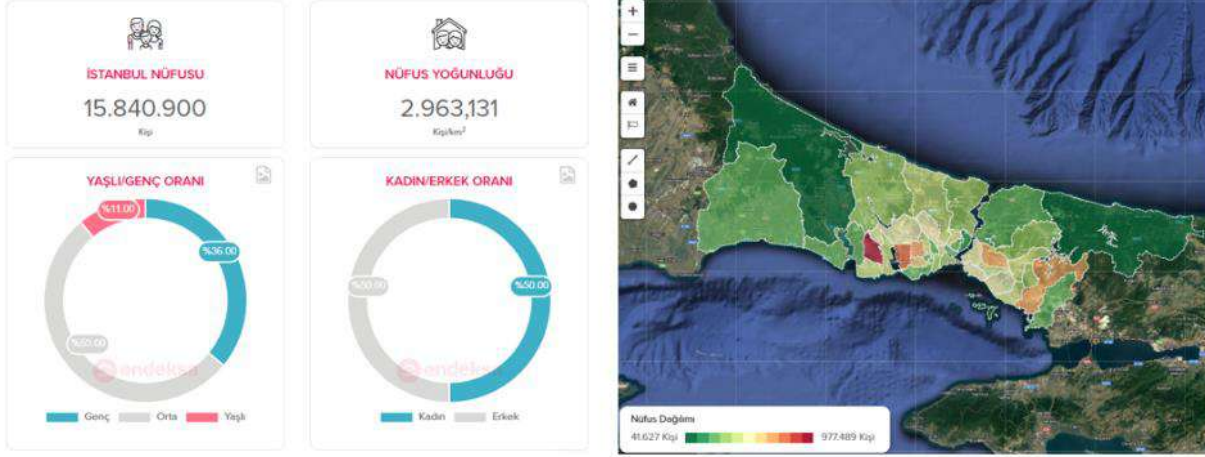 İSTANBUL NÜFUSU
15.840.900
Kişi
NÜFUS YOĞUNLUĞU
2.963,131
Kişi/km²
YAŞLI/GENÇ ORANI
%11.00
%36.00
%53.00
endeksa
Genç Orta Yaşlı
KADIN/ERKEK ORANI
%50.00
%50.00
endeksa
Kadın Erkek
Nüfus Dağılımı
41.627 Kişi 977.489 Kişi